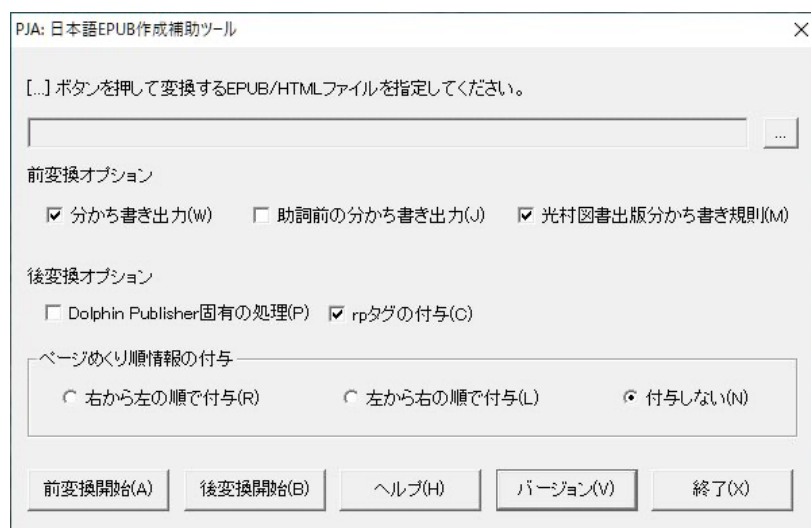 PJA: 日本語EPUB作成補助ツール
[...] ボタンを押して変換するEPUB/HTMLファイルを指定してください。
...
前変換オプション
分かち書き出力(W) 助詞前の分かち書き出力(J) 光村図書出版分かち書き規則(M)
後変換オプション
Dolphin Publisher固有の処理(P) rpタグの付与(C)
ページめくり順情報の付与
右から左の順で付与(R) 左から右の順で付与(L) 付与しない(N)
前変換開始(A) 後変換開始(B) ヘルプ(H) バージョン(V) 終了(X)